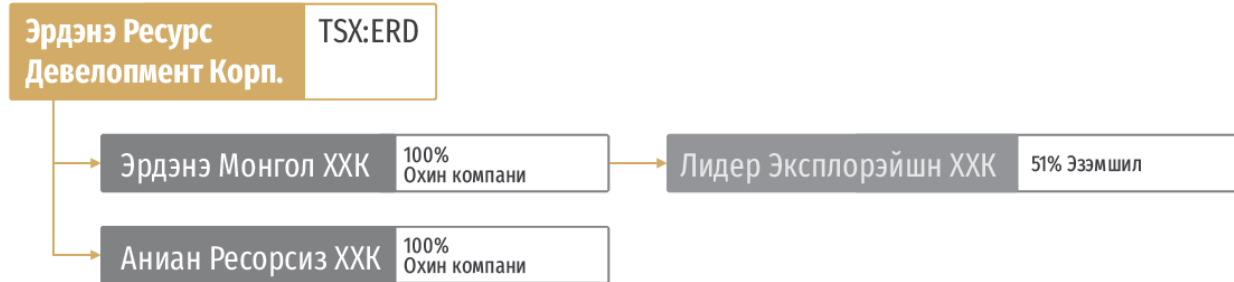 Эрдэнэ Ресурс
Девелопмент Корп.
TSX:ERD
Эрдэнэ Монгол ХХК
100%
Охин компани
Лидер Эксплорэйшн ХХК
51% Эзэмшил
Аниан Ресорсиз ХХК
100%
Охин компани